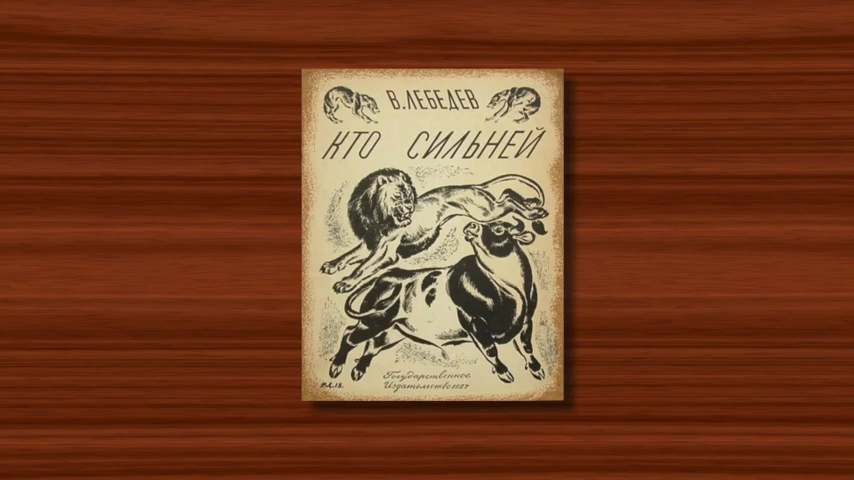 В. ЛЕБЕДЕВ
КТО СИЛЬНЕЙ
Государственное
Издательство 1927